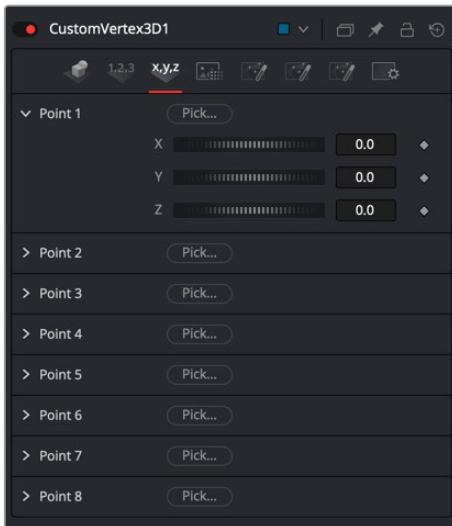 CustomVertex3D1
1,2,3 x,y,z
Point 1 Pick...
X 0.0
Y 0.0
Z 0.0
Point 2 Pick...
Point 3 Pick...
Point 4 Pick...
Point 5 Pick...
Point 6 Pick...
Point 7 Pick...
Point 8 Pick...